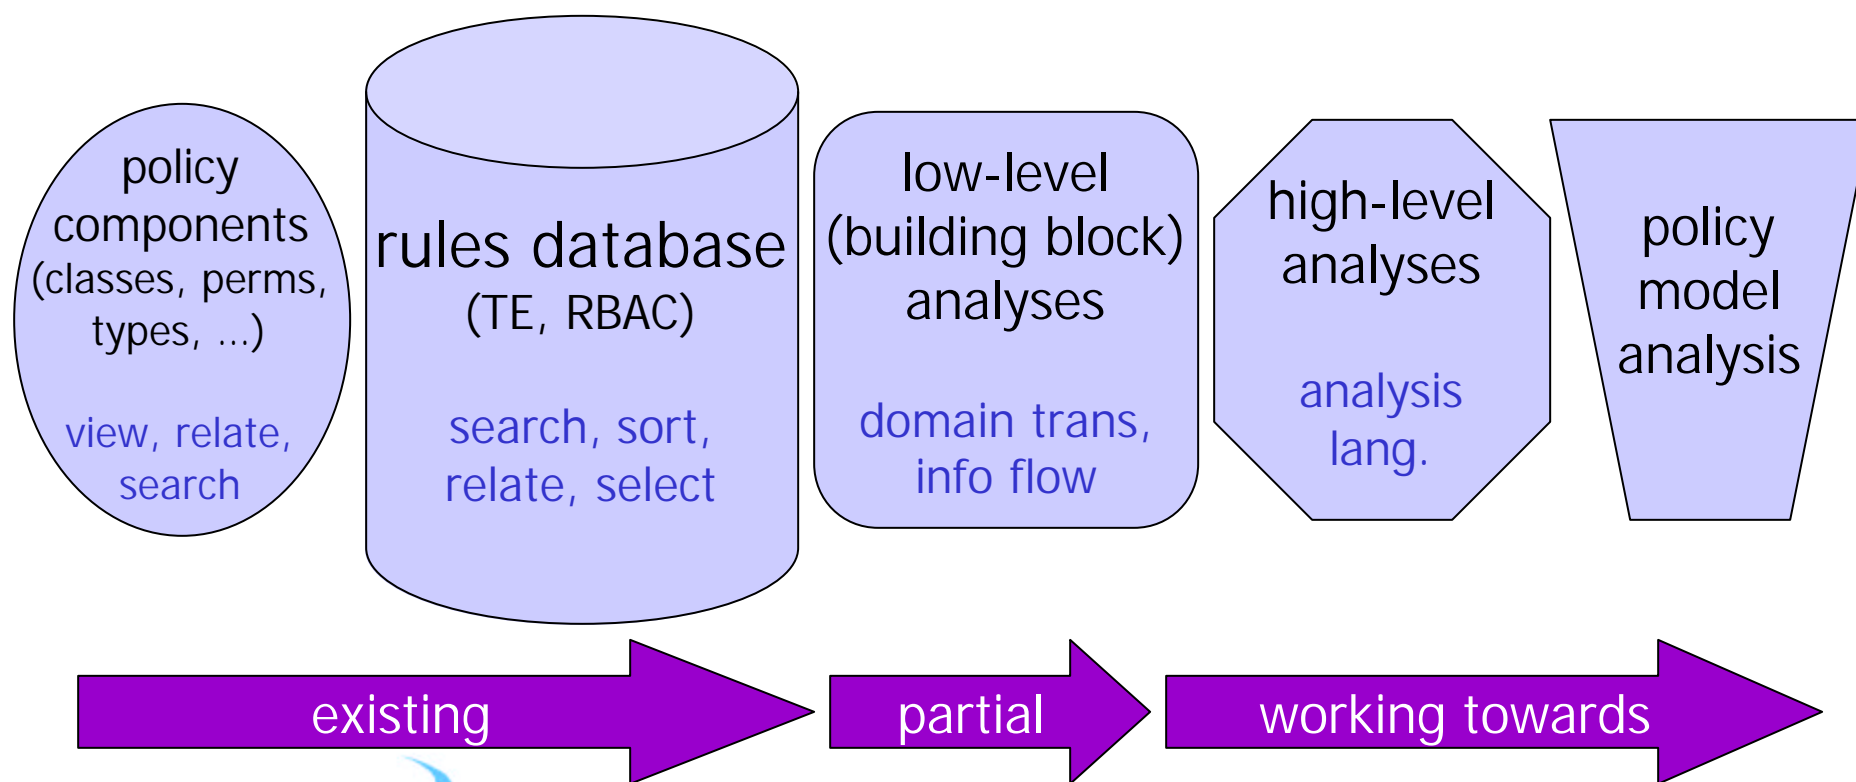 policy
components
(classes, perms,
types, ...)
view, relate,
search
rules database
(TE, RBAC)
search, sort,
relate, select
low-level
(building block)
analyses
domain trans,
info flow
high-level
analyses
analysis
lang.
policy
model
analysis
existing
partial
working towards